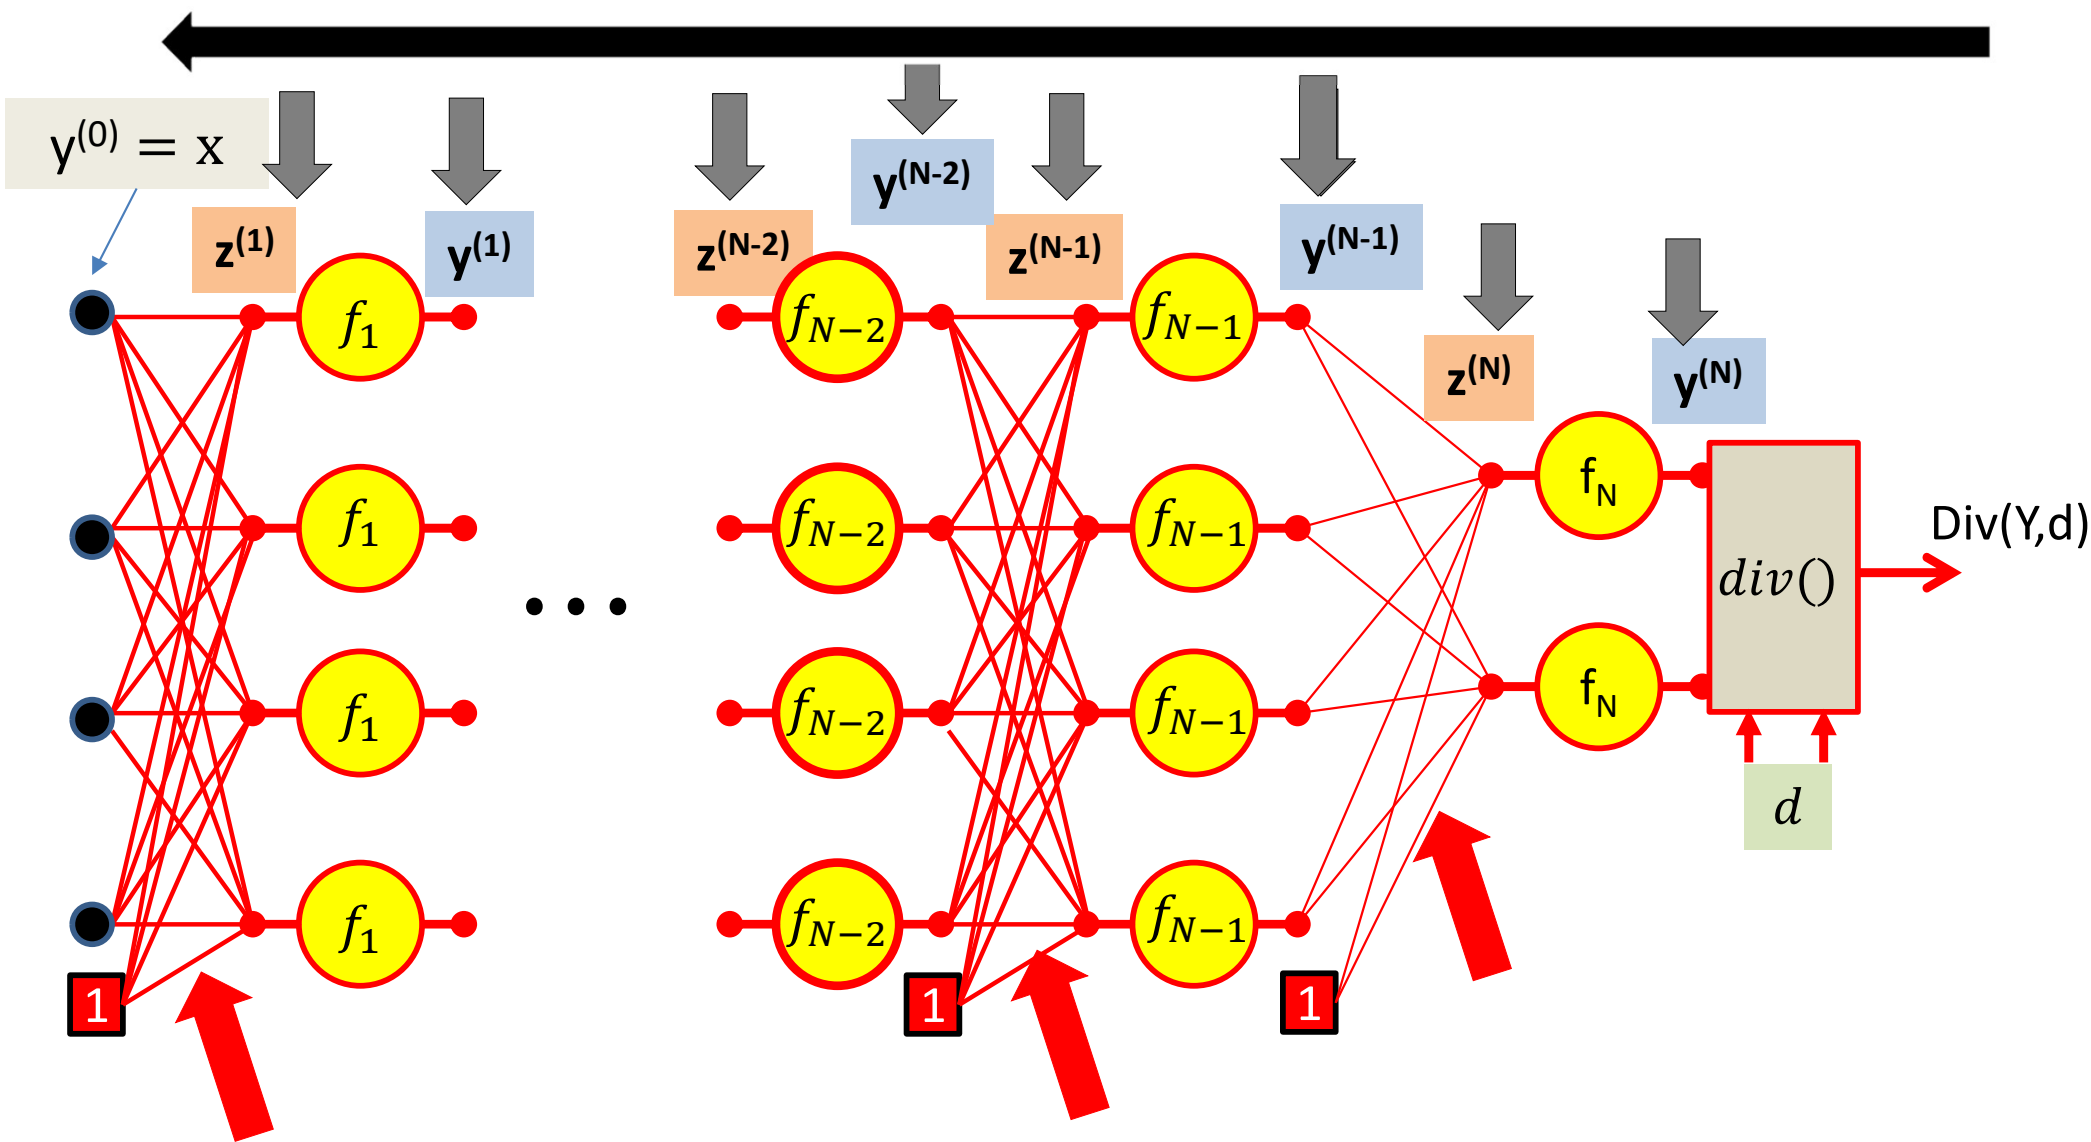 y(0) = x
z(1)
y(1)
z(N-2)
y(N-2)
z(N-1)
y(N-1)
z(N)
y(N)
f1
fN−2
fN−1
f1
fN−2
fN−1
fN
f1
fN−2
fN−1
fN
f1
fN−2
fN−1
...
div()
Div(Y,d)
d
1
1
1